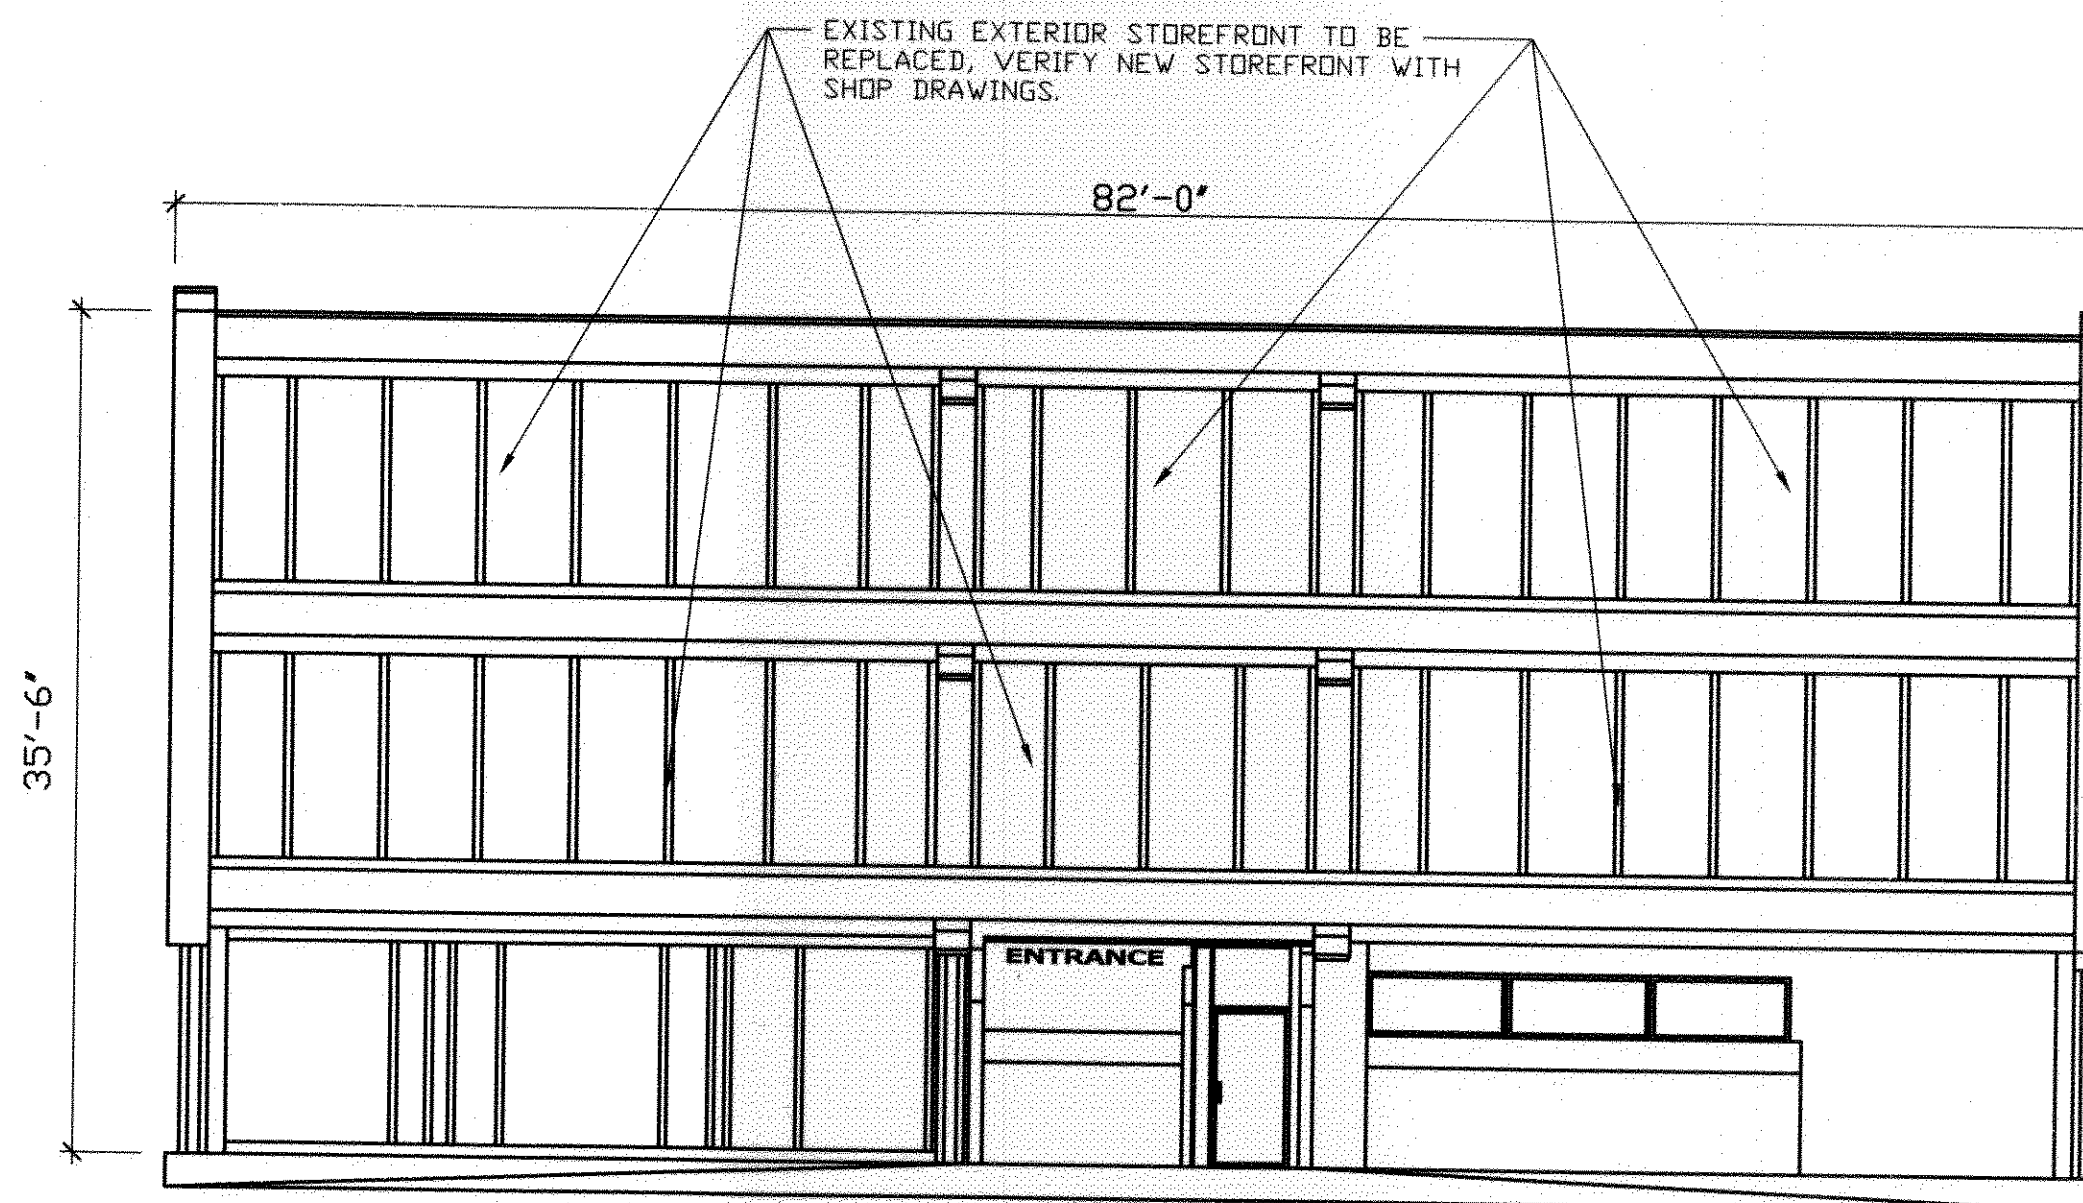 EXISTING EXTERIOR STOREFRONT TO BE
REPLACED, VERIFY NEW STOREFRONT WITH
SHOP DRAWINGS.
82'-0"
35'-6"
ENTRANCE